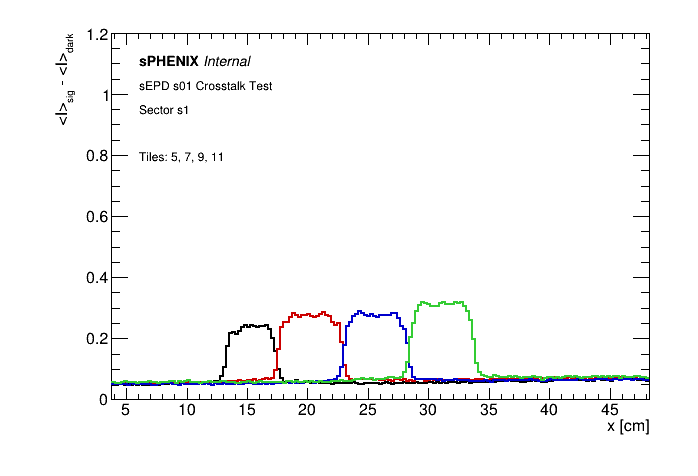 1.2
1
0.8
0.6
0.4
0.2
0
<I>sig - <I>dark
sPHENIX Internal
sEPD s01 Crosstalk Test
Sector s1
Tiles: 5, 7, 9, 11
5 10 15 20 25 30 35 40 45
x [cm]